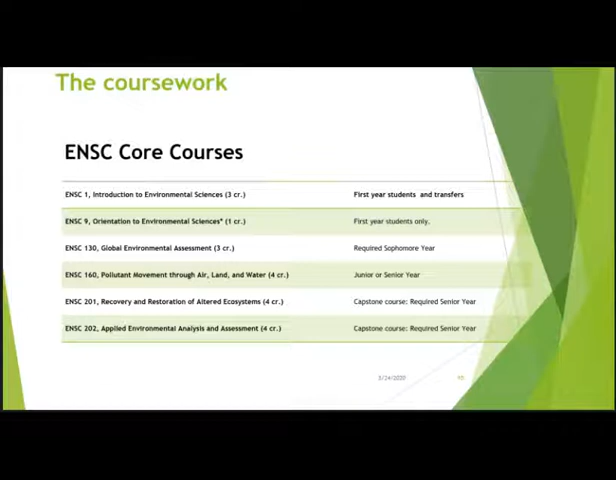 The coursework
ENSC Core Courses
ENSC 1, Introduction to Environmental Sciences (3 cr.) First year students and transfers
ENSC 9, Orientation to Environmental Sciences* (1 cr.) First year students only.
ENSC 130, Global Environmental Assessment (3 cr.) Required Sophomore Year
ENSC 160, Pollutant Movement through Air, Land, and Water (4 cr.) Junior or Senior Year
ENSC 201, Recovery and Restoration of Altered Ecosystems (4 cr.) Capstone course: Required Senior Year
ENSC 202, Applied Environmental Analysis and Assessment (4 cr.) Capstone course: Required Senior Year